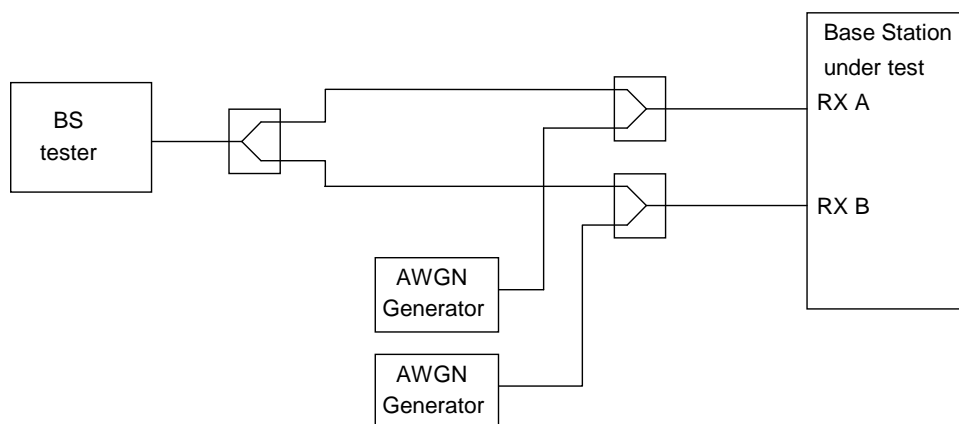 BS
tester
Base Station
under test
RX A
RX B
AWGN
Generator
AWGN
Generator